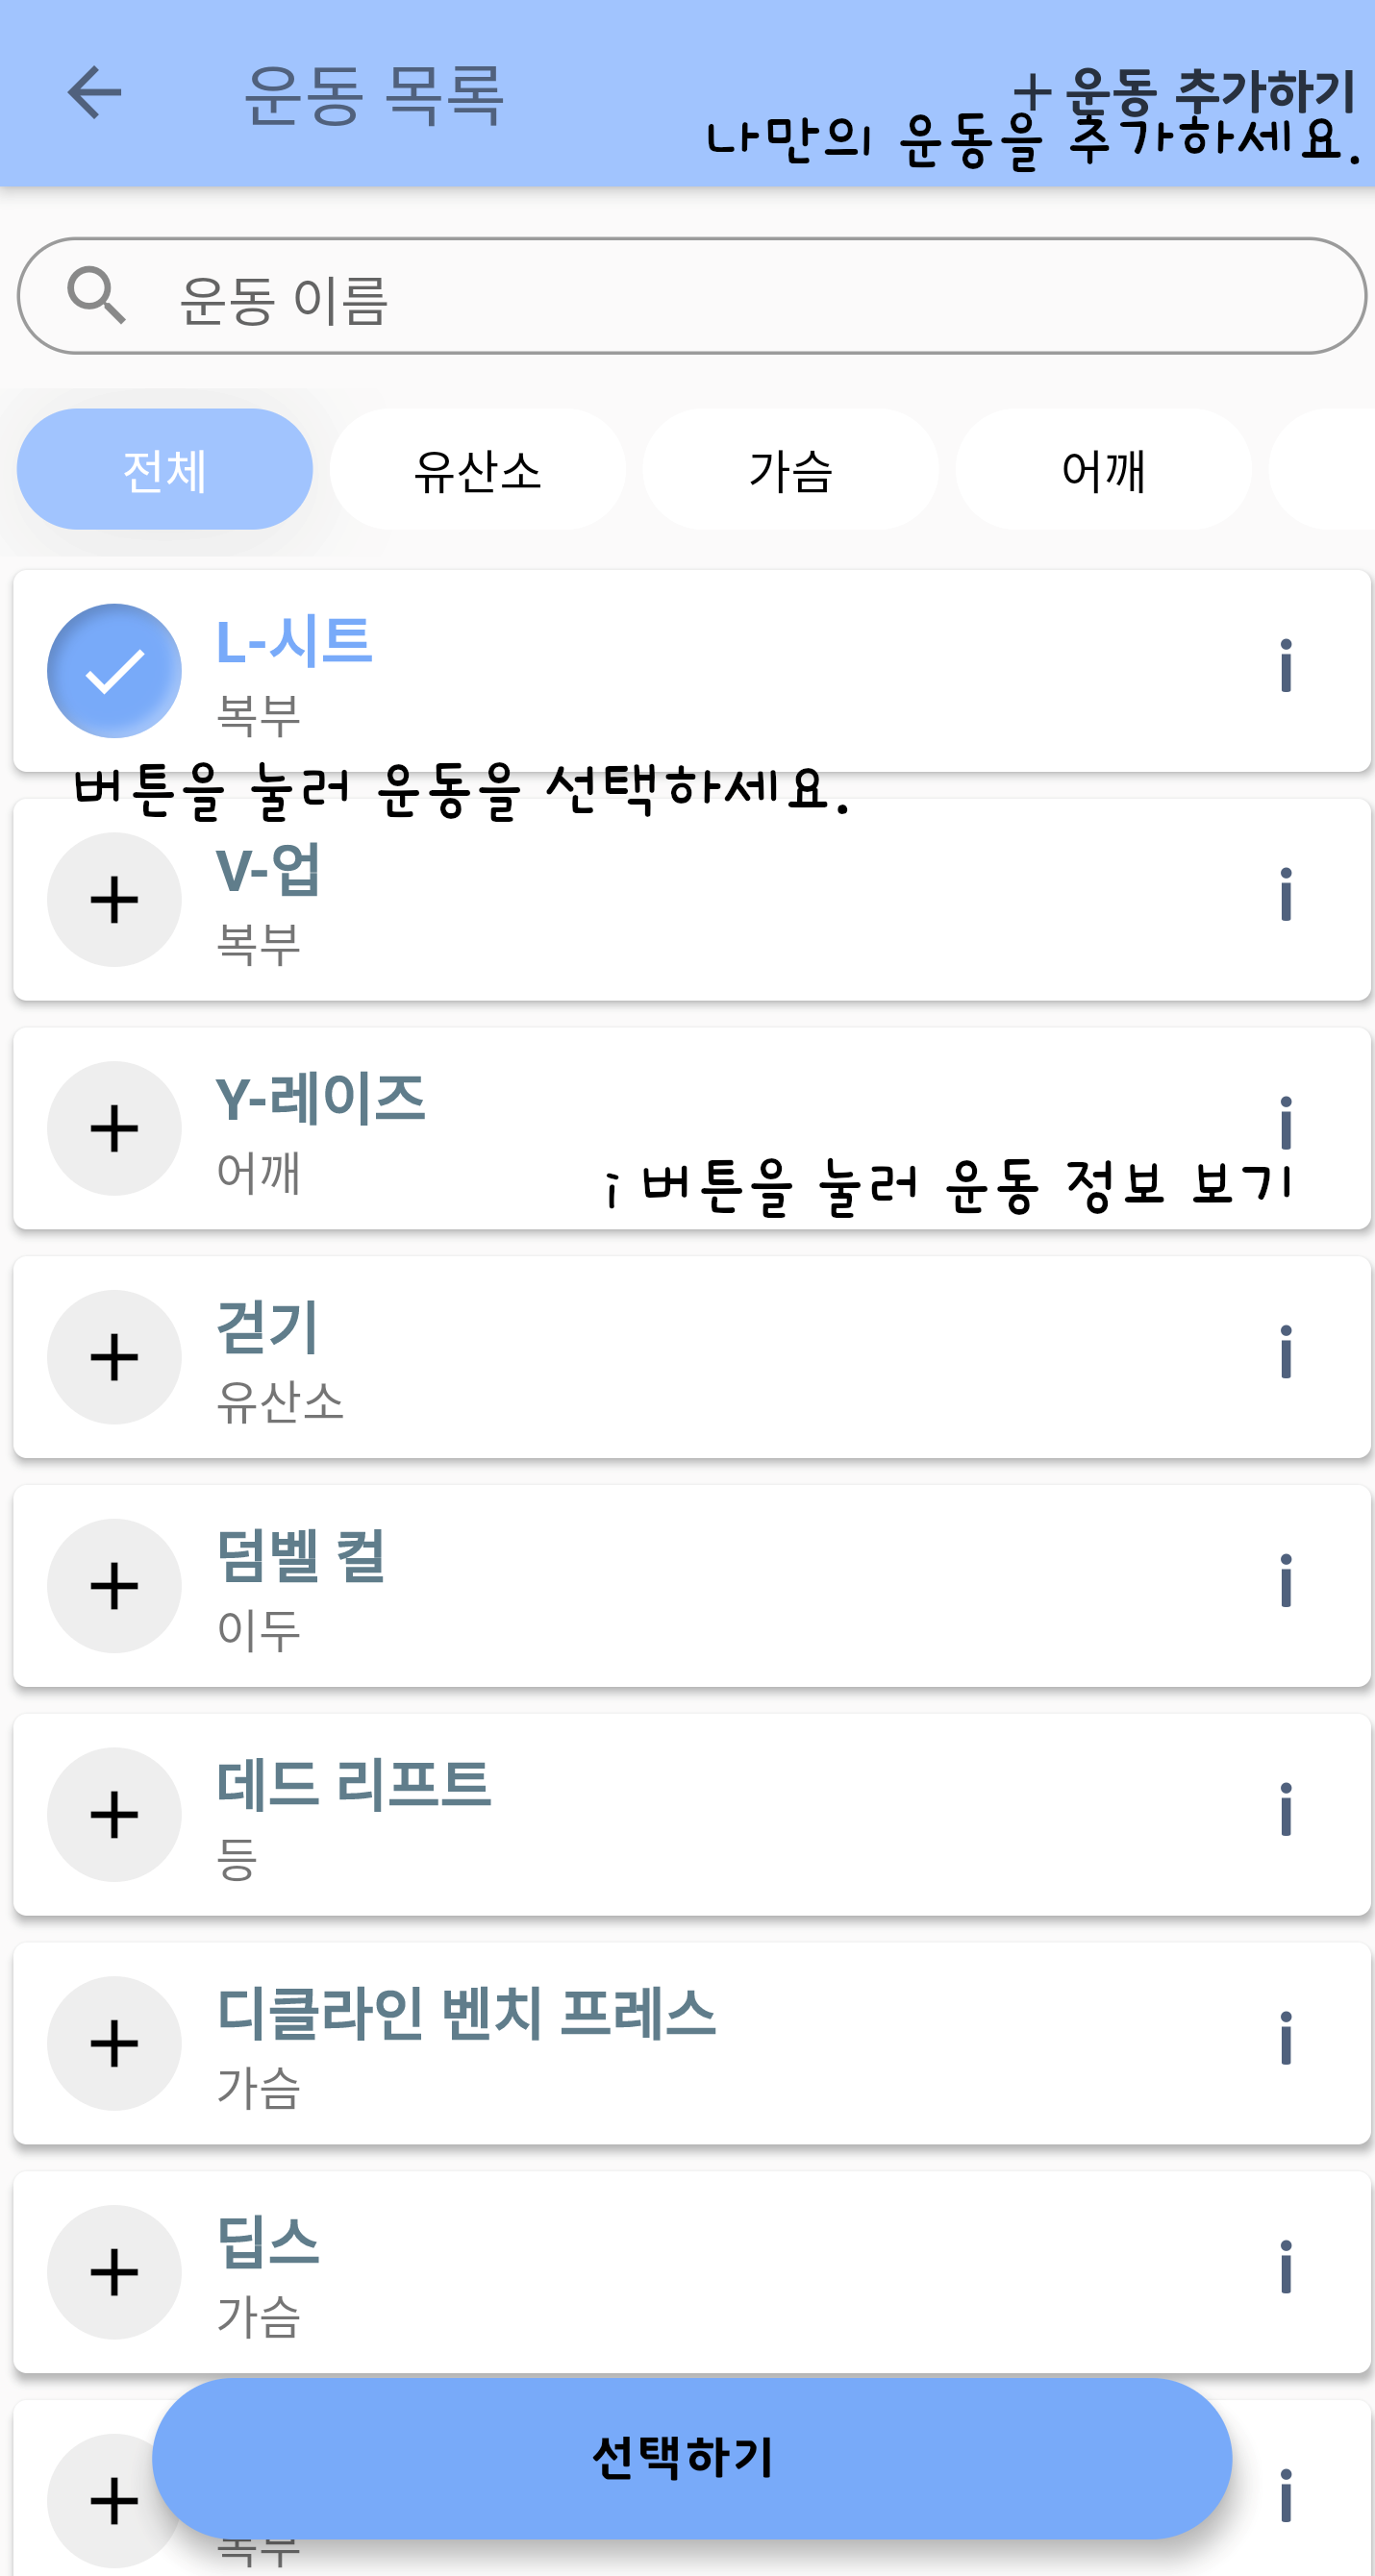 운동 목록
+ 운동 추가하기
나만의 운동을 추가하세요.
운동 이름
전체 유산소 가슴 어깨
L-시트
복부
버튼을 눌러 운동을 선택하세요.
V-업
복부
Y-레이즈
어깨
i 버튼을 눌러 운동 정보 보기
걷기
유산소
덤벨 컬
이두
데드 리프트
등
디클라인 벤치 프레스
가슴
딥스
가슴
선택하기